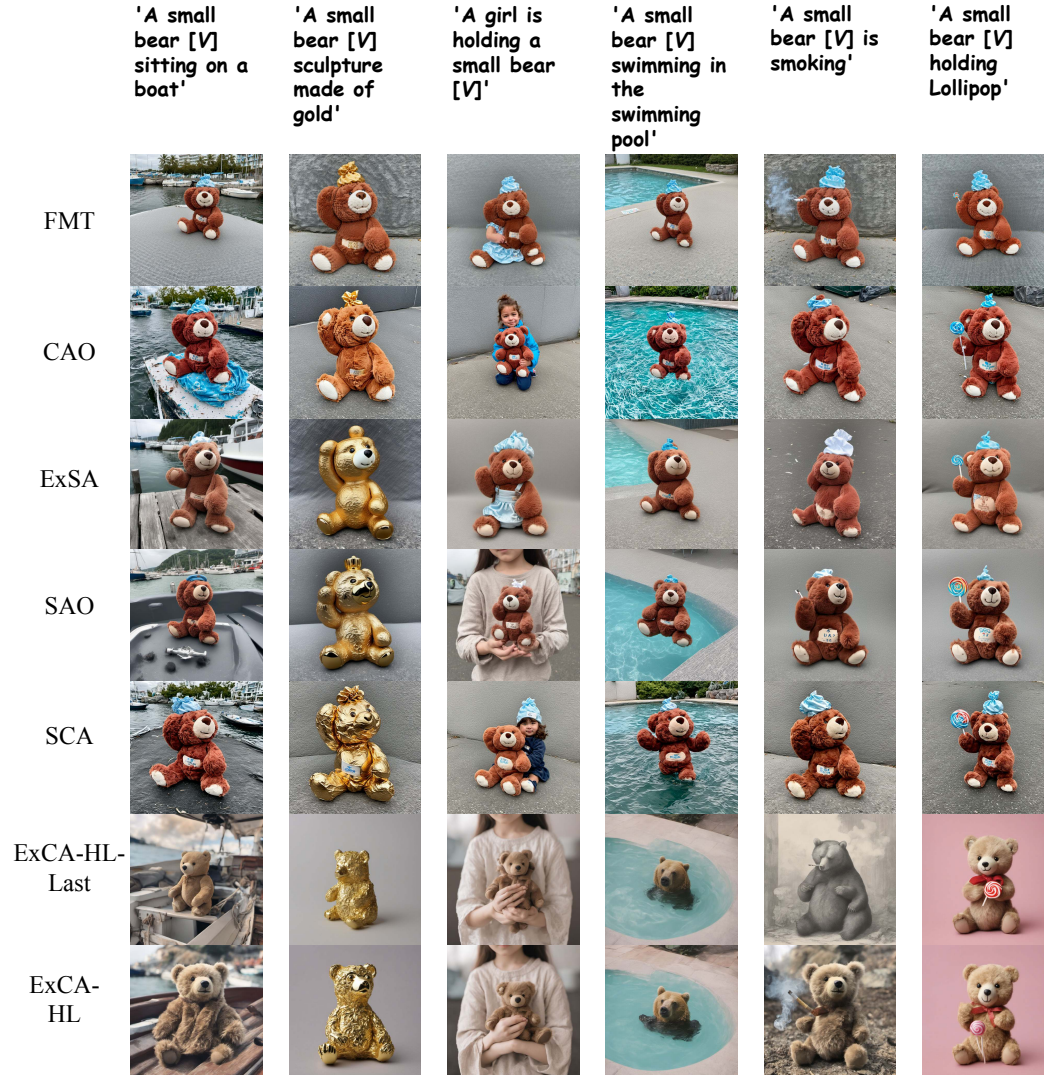 'A small
bear [V]
sitting on a
boat'
'A small
bear [V]
sculpture
made of
gold'
'A girl is
holding a
small bear
[V]'
'A small
bear [V]
swimming in
the
swimming
pool'
'A small
bear [V] is
smoking'
'A small
bear [V]
holding
Lollipop'
FMT
CAO
ExSA
SAO
SCA
ExCA-HL-
Last
ExCA-
HL